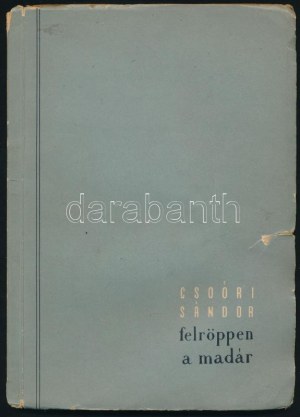 darabanth
CSOÓRI
SÁNDOR
felröppen
a madár